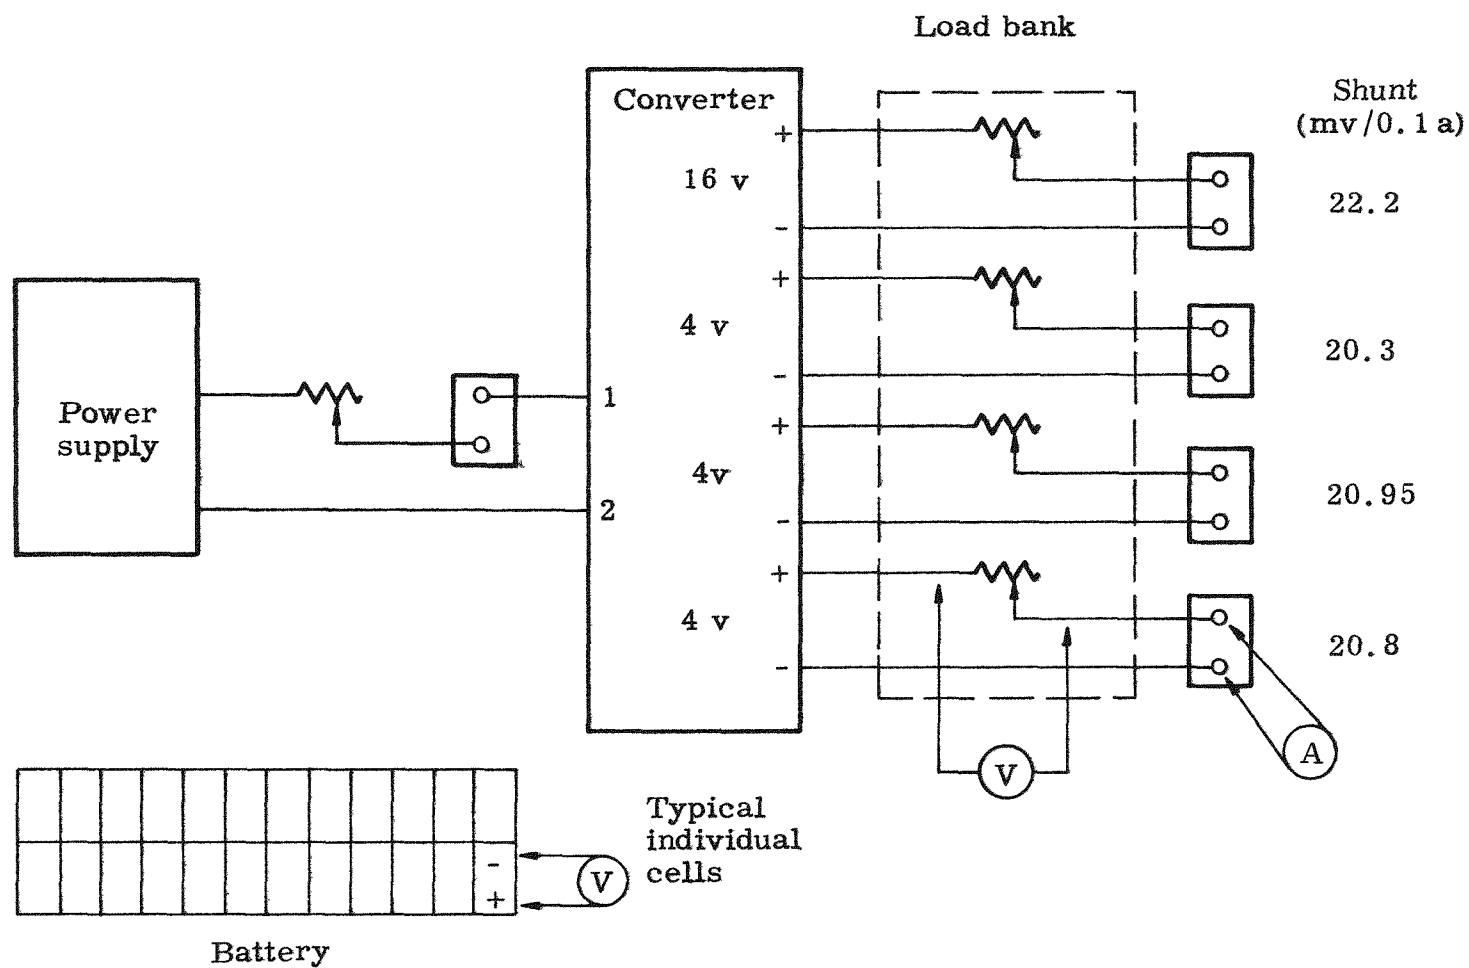 Load bank
Shunt
(mv/0.1 a)
Converter
+
16 v
-
22.2
+
4 v
-
20.3
Power
supply
1
2
+
4v
-
20.95
+
4 v
-
20.8
V
A
Typical
individual
cells
-
+
V
Battery